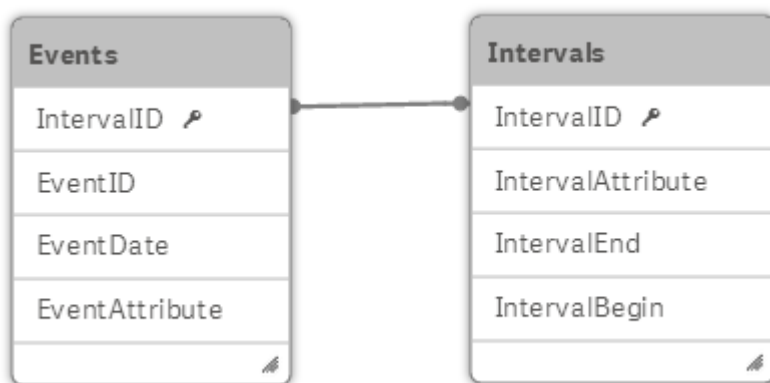 Events
IntervalID
EventID
EventDate
EventAttribute
Intervals
IntervalID
IntervalAttribute
IntervalEnd
IntervalBegin